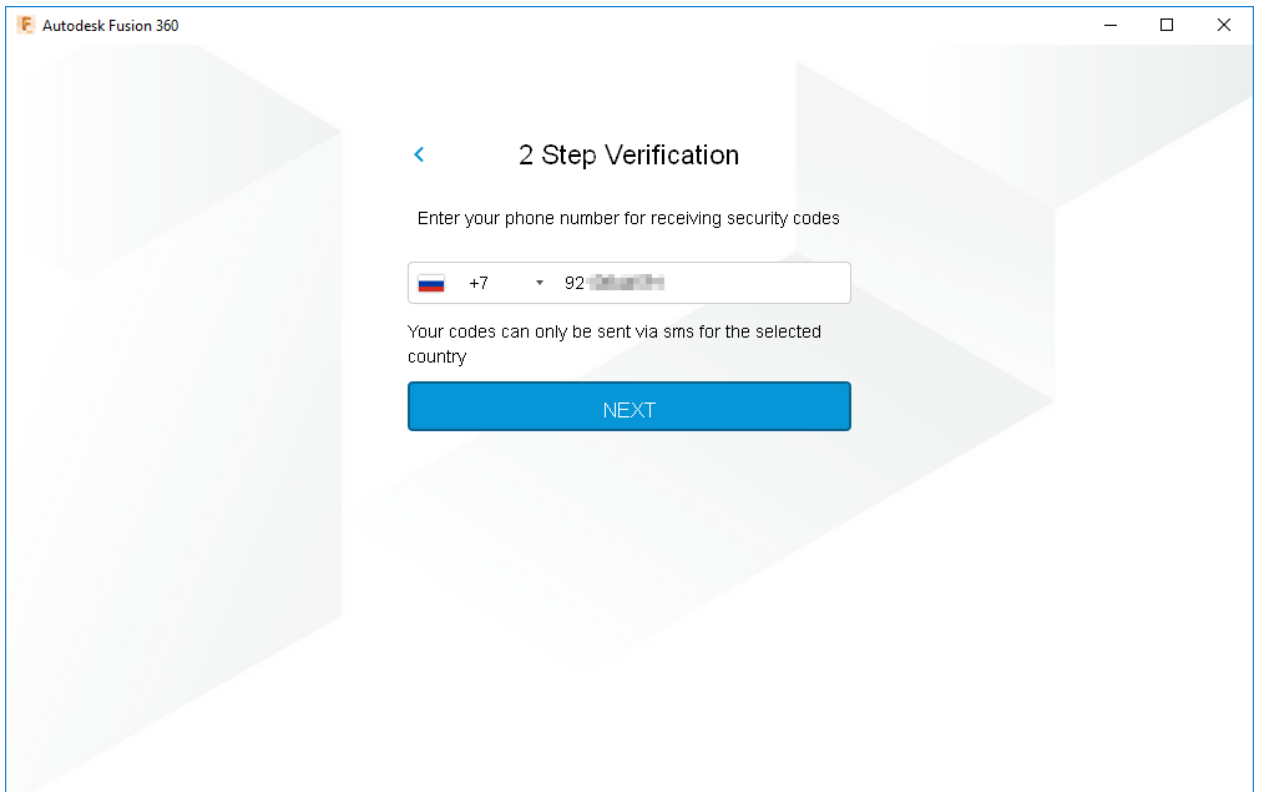 Autodesk Fusion 360
2 Step Verification
Enter your phone number for receiving security codes
+7 92
Your codes can only be sent via sms for the selected
country
NEXT